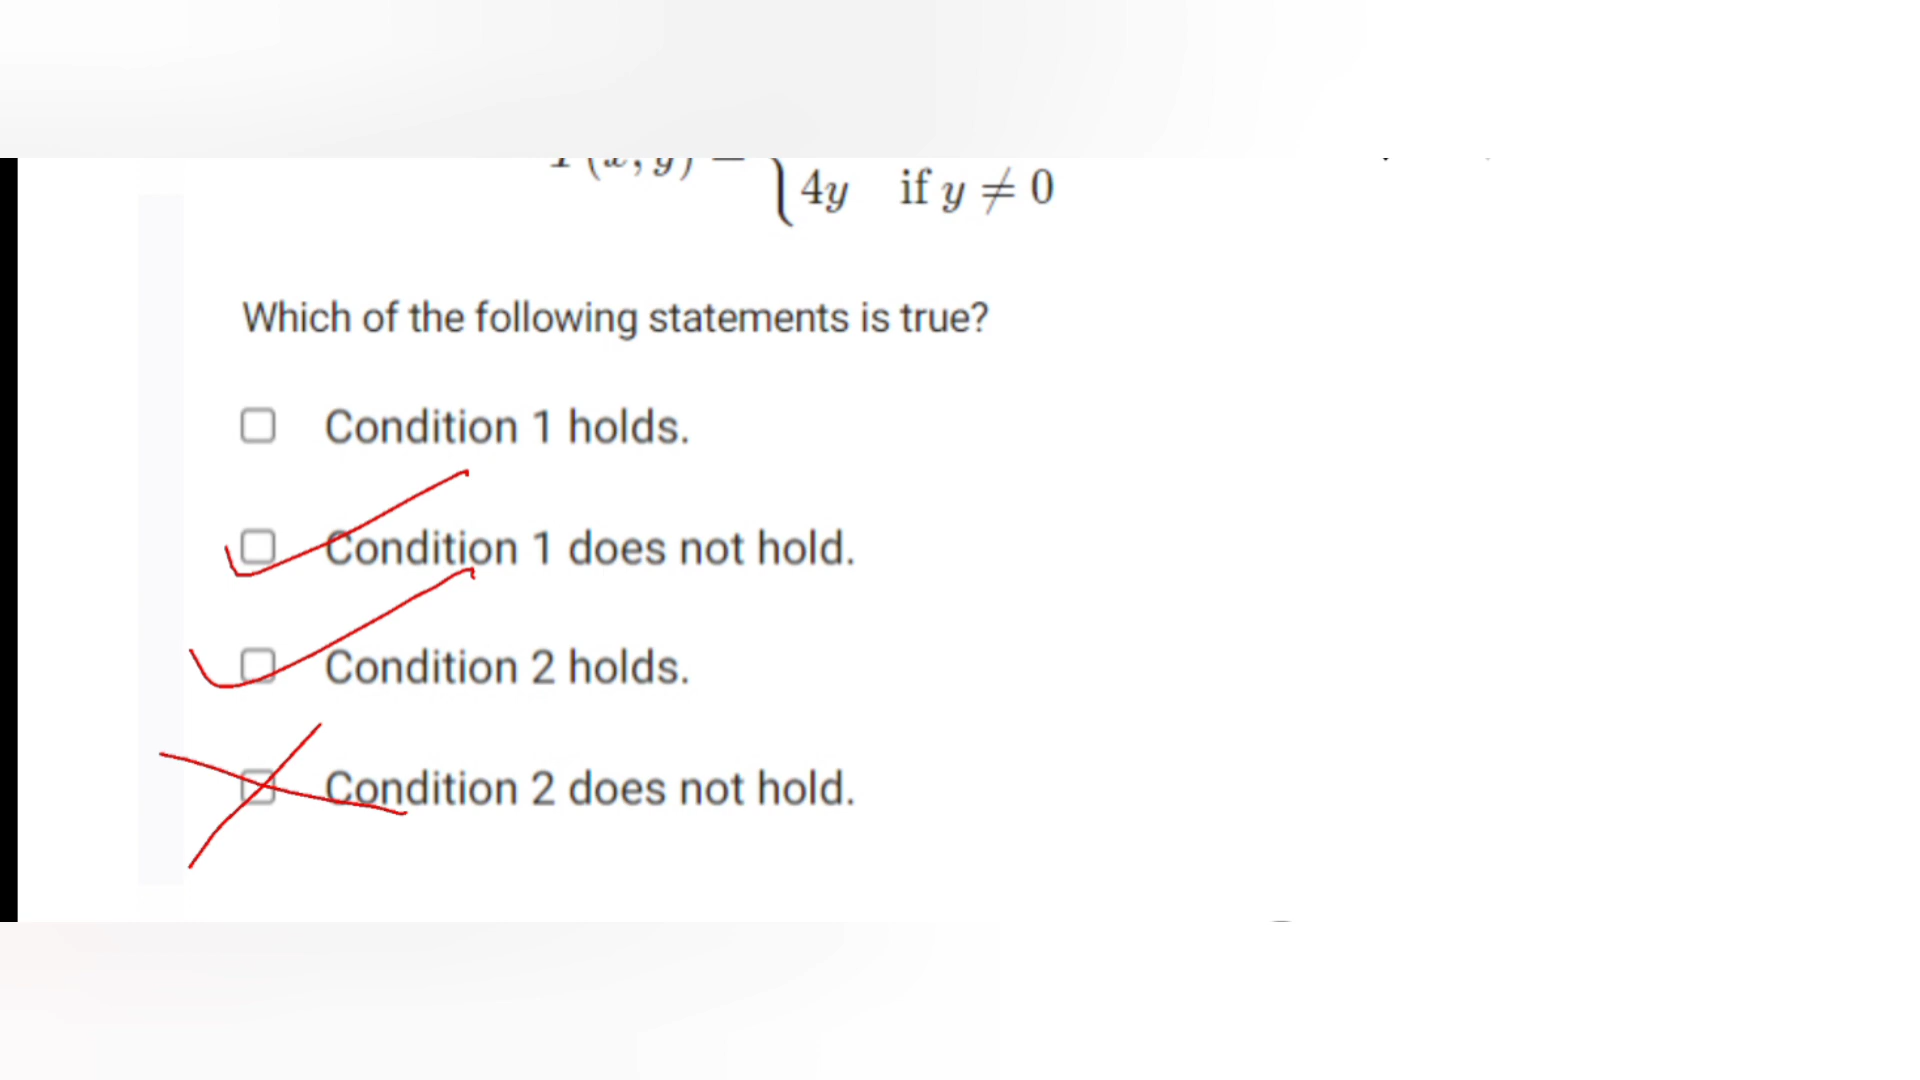 4y if y ≠ 0
Which of the following statements is true?
Condition 1 holds.
Condition 1 does not hold.
Condition 2 holds.
Condition 2 does not hold.